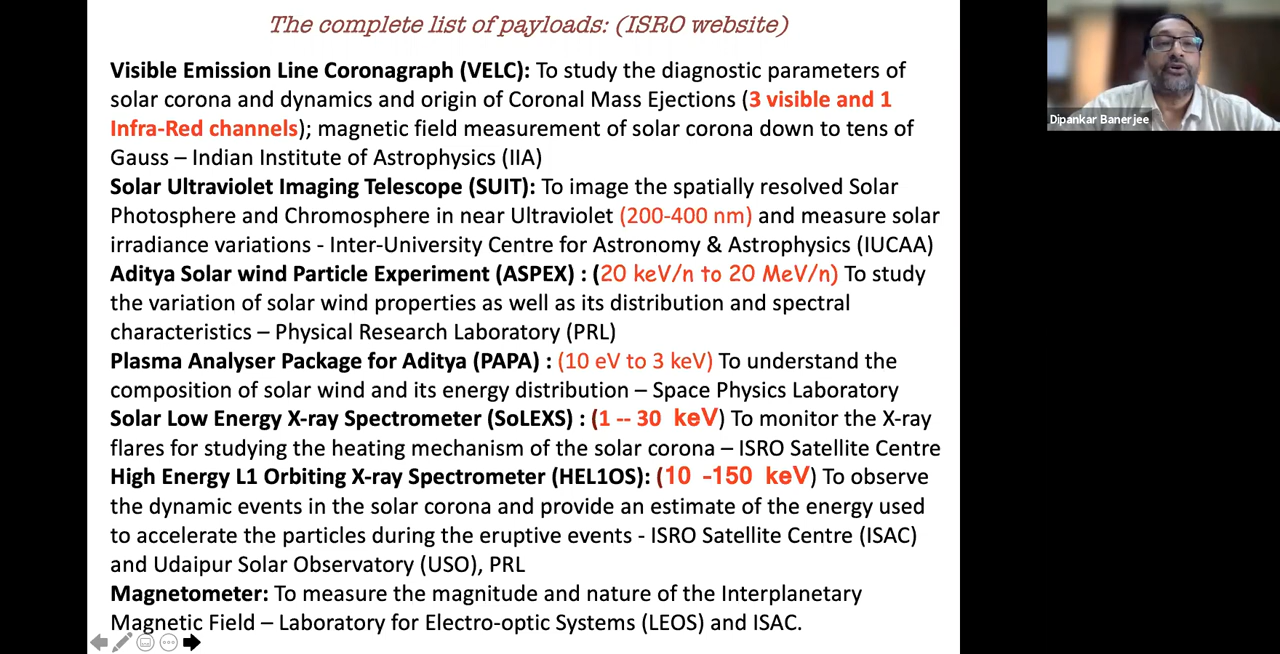 The complete list of payloads: (ISRO website)
Visible Emission Line Coronagraph (VELC): To study the diagnostic parameters of
solar corona and dynamics and origin of Coronal Mass Ejections (3 visible and 1
Infra-Red channels); magnetic field measurement of solar corona down to tens of
Gauss – Indian Institute of Astrophysics (IIA)
Solar Ultraviolet Imaging Telescope (SUIT): To image the spatially resolved Solar
Photosphere and Chromosphere in near Ultraviolet (200-400 nm) and measure solar
irradiance variations - Inter-University Centre for Astronomy & Astrophysics (IUCAA)
Aditya Solar wind Particle Experiment (ASPEX) : (20 keV/n to 20 MeV/n) To study
the variation of solar wind properties as well as its distribution and spectral
characteristics – Physical Research Laboratory (PRL)
Plasma Analyser Package for Aditya (PAPA) : (10 eV to 3 keV) To understand the
composition of solar wind and its energy distribution – Space Physics Laboratory
Solar Low Energy X-ray Spectrometer (SoLEXS) : (1 -- 30 keV) To monitor the X-ray
flares for studying the heating mechanism of the solar corona – ISRO Satellite Centre
High Energy L1 Orbiting X-ray Spectrometer (HEL1OS): (10 -150 keV) To observe
the dynamic events in the solar corona and provide an estimate of the energy used
to accelerate the particles during the eruptive events - ISRO Satellite Centre (ISAC)
and Udaipur Solar Observatory (USO), PRL
Magnetometer: To measure the magnitude and nature of the Interplanetary
Magnetic Field – Laboratory for Electro-optic Systems (LEOS) and ISAC.
Dipankar Banerjee